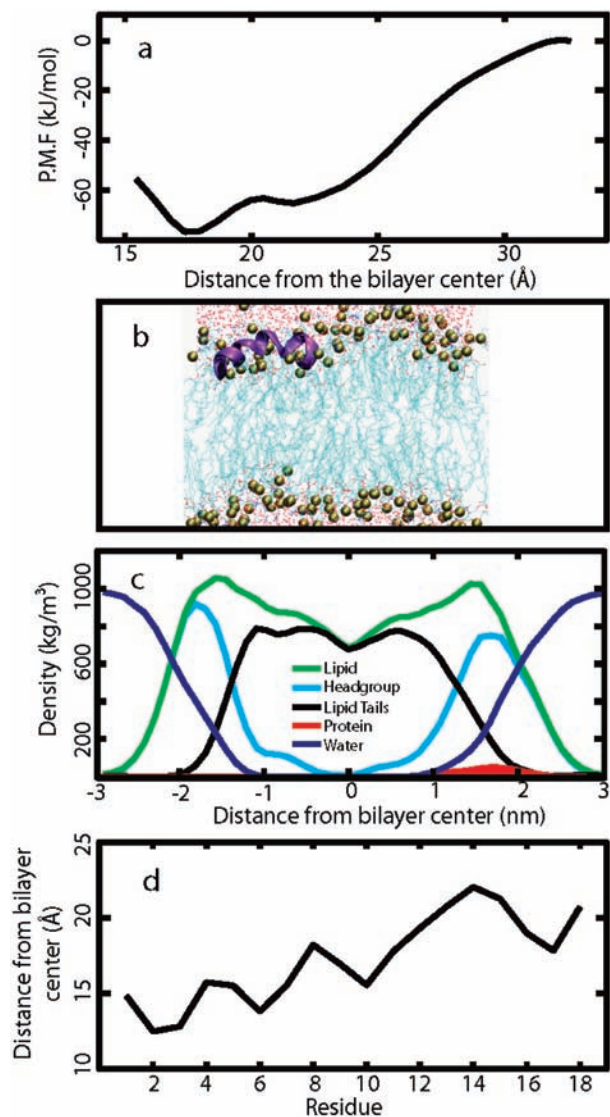 a
P.M.F (kJ/mol)
0
-20
-40
-60
15 20 25 30
Distance from the bilayer center (Å)
b
c
Density (kg/m³)
1000
600
200
Lipid
Headgroup
Lipid Tails
Protein
Water
-3 -2 -1 0 1 2 3
Distance from bilayer center (nm)
d
Distance from bilayer
center (Å)
25
20
15
10
2 4 6 8 10 12 14 16 18
Residue